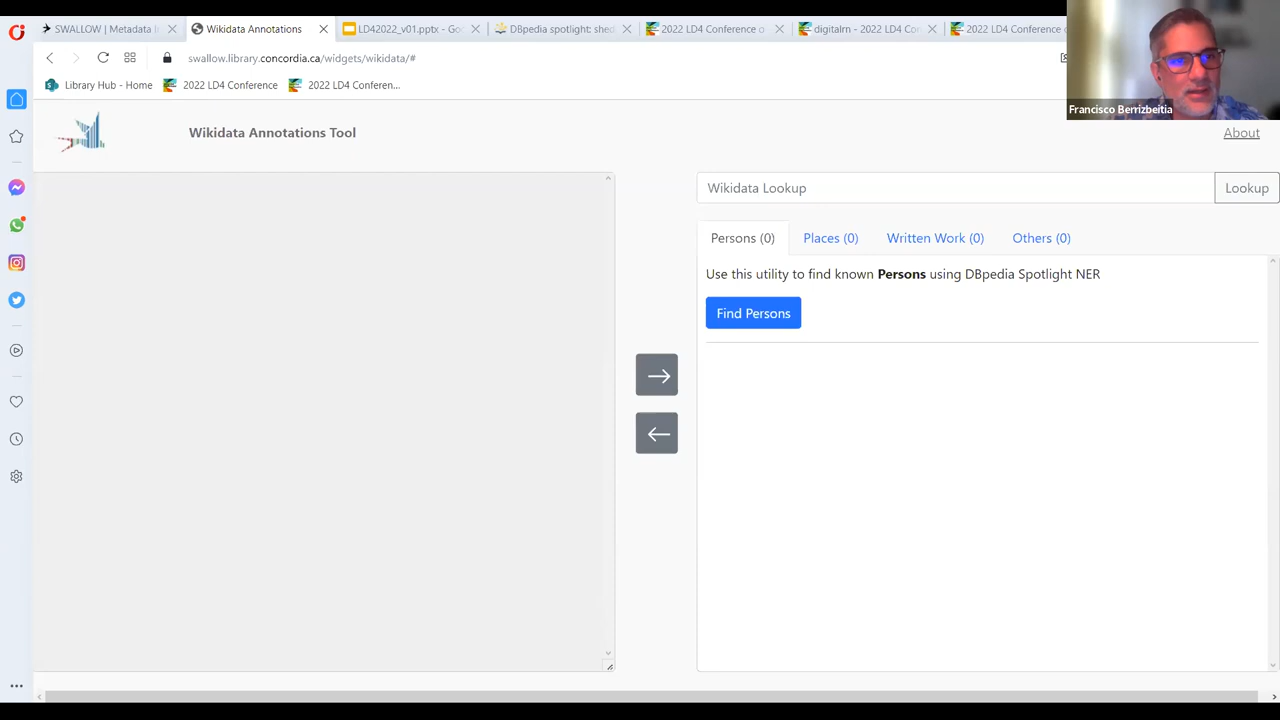 SWALLOW [ Metadata I
Wikidata Annotations
LD42022_v01.pptx - Go
DBpedia spotlight: shed
2022 LD4 Conference o
digitalrn - 2022 LD4 Con
2022 LD4 Conference o
swallow.library.concordia.ca/widgets/wikidata/#
Library Hub - Home
2022 LD4 Conference
2022 LD4 Conferen...
Francisco Berrizbeitia
Wikidata Annotations Tool
About
Wikidata Lookup
Lookup
Persons (0)
Places (0)
Written Work (0)
Others (0)
Use this utility to find known Persons using DBpedia Spotlight NER
Find Persons